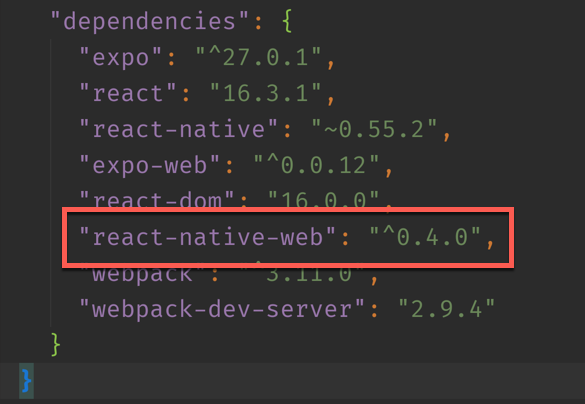 "dependencies": {
"expo": "^27.0.1",
"react": "16.3.1",
"react-native": "~0.55.2",
"expo-web": "^0.0.12",
"react-dom": "16.0.0",
"react-native-web": "^0.4.0",
"webpack": "^3.11.0",
"webpack-dev-server": "2.9.4"
}
}